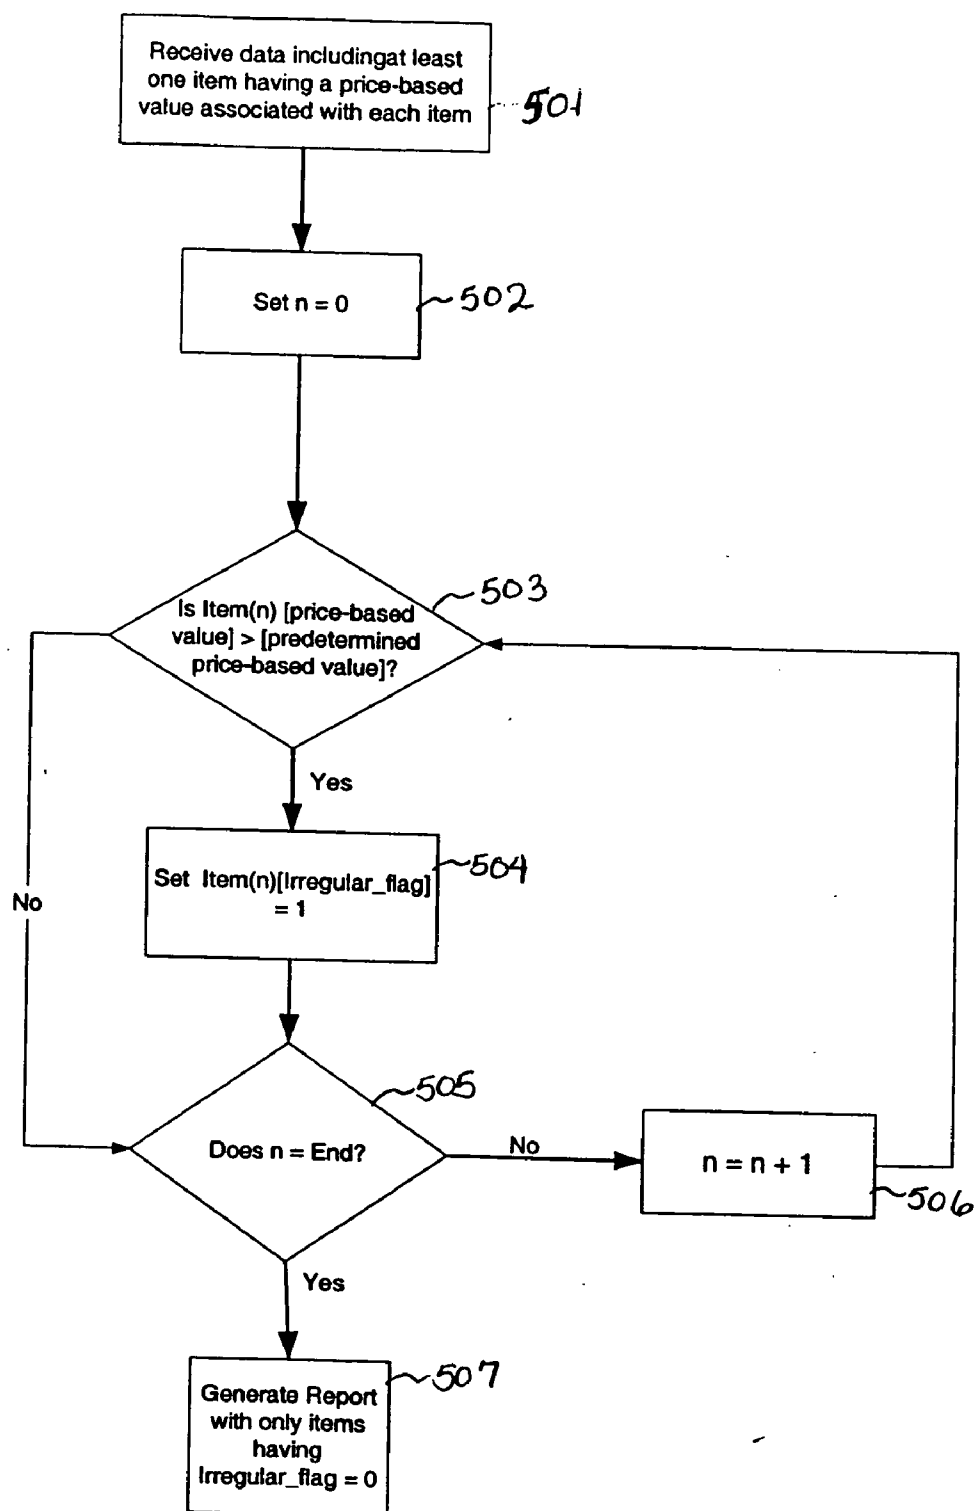 Receive data includingat least
one item having a price-based
value associated with each item
501
Set n = 0
502
Is Item(n) [price-based
value] > [predetermined
price-based value]?
503
Yes
No
Set Item(n)[Irregular_flag]
= 1
504
Does n = End?
505
No
n = n + 1
506
Yes
Generate Report
with only items
having
Irregular_flag = 0
507